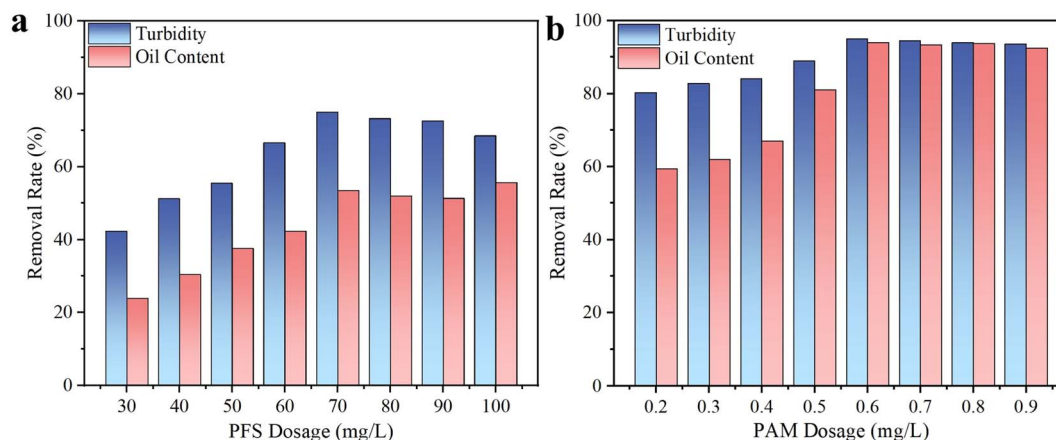 a
Turbidity
Oil Content
Removal Rate (%)
100
80
60
40
20
0
30 40 50 60 70 80 90 100
PFS Dosage (mg/L)
b
Turbidity
Oil Content
Removal Rate (%)
100
80
60
40
20
0
0.2 0.3 0.4 0.5 0.6 0.7 0.8 0.9
PAM Dosage (mg/L)